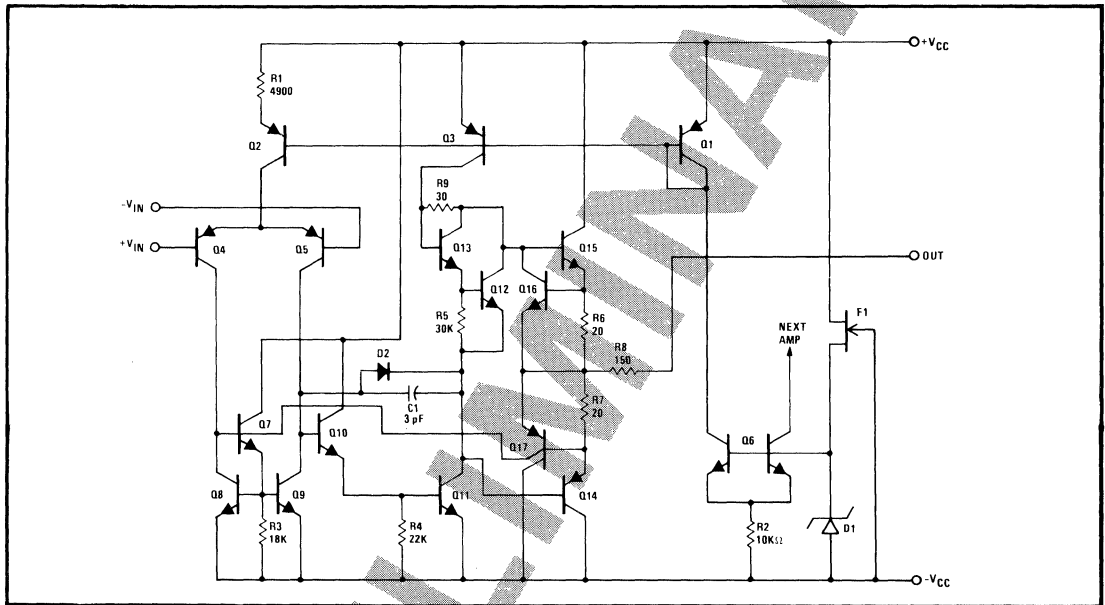 +VCC
R1
4900
Q2
Q3
Q1
-VIN
+VIN
Q4
Q5
R9
30
Q13
Q12
Q16
Q15
OUT
R5
30K
R6
20
R8
150
NEXT
AMP
F1
D2
C1
3 pF
R7
20
Q7
Q10
Q17
Q6
Q8
Q9
Q11
Q14
R3
18K
R4
22K
R2
10KΩ
D1
-VCC